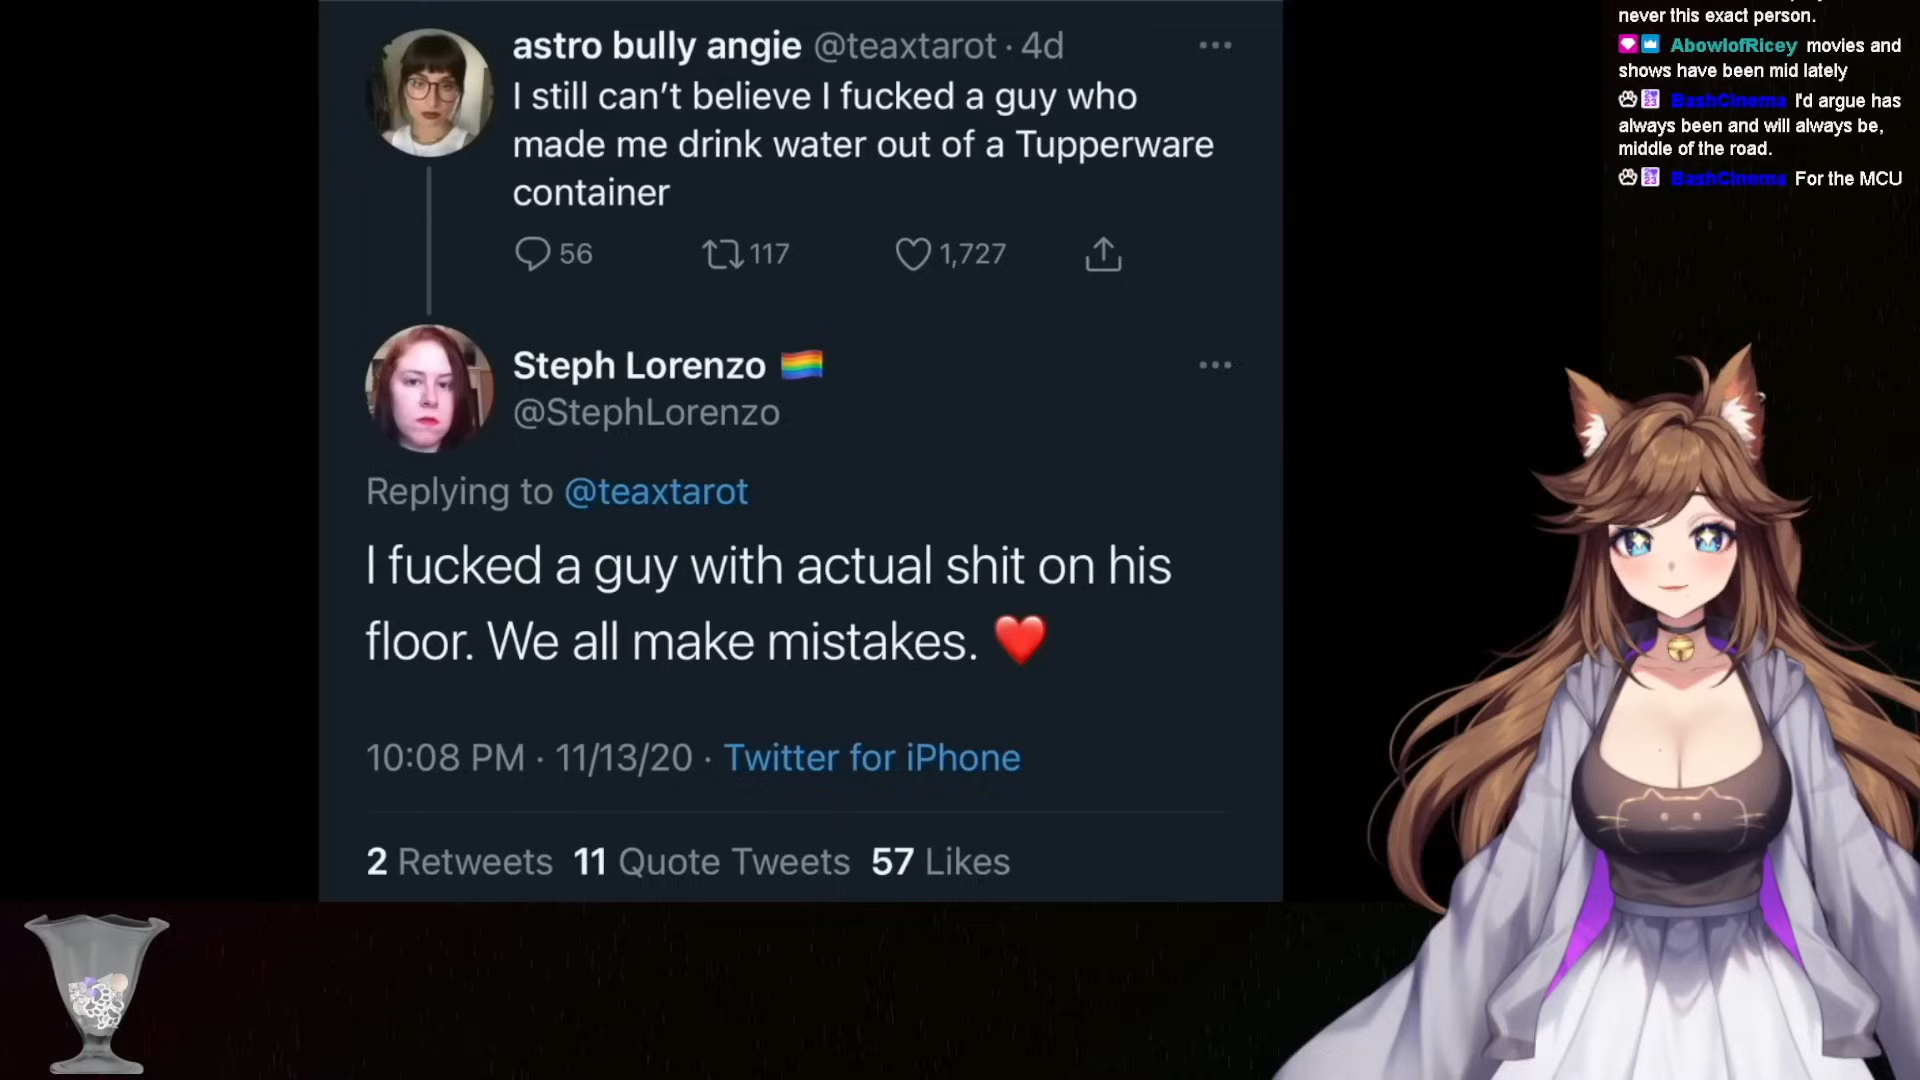 astro bully angie @teaxtarot · 4d
I still can’t believe I fucked a guy who
made me drink water out of a Tupperware
container
56 117 1,727
Steph Lorenzo 🏳️‍🌈
@StephLorenzo
Replying to @teaxtarot
I fucked a guy with actual shit on his
floor. We all make mistakes. ❤️
10:08 PM · 11/13/20 · Twitter for iPhone
2 Retweets 11 Quote Tweets 57 Likes
never this exact person.
AbowlofRicey movies and
shows have been mid lately
BashCinema I'd argue has
always been and will always be,
middle of the road.
BashCinema For the MCU